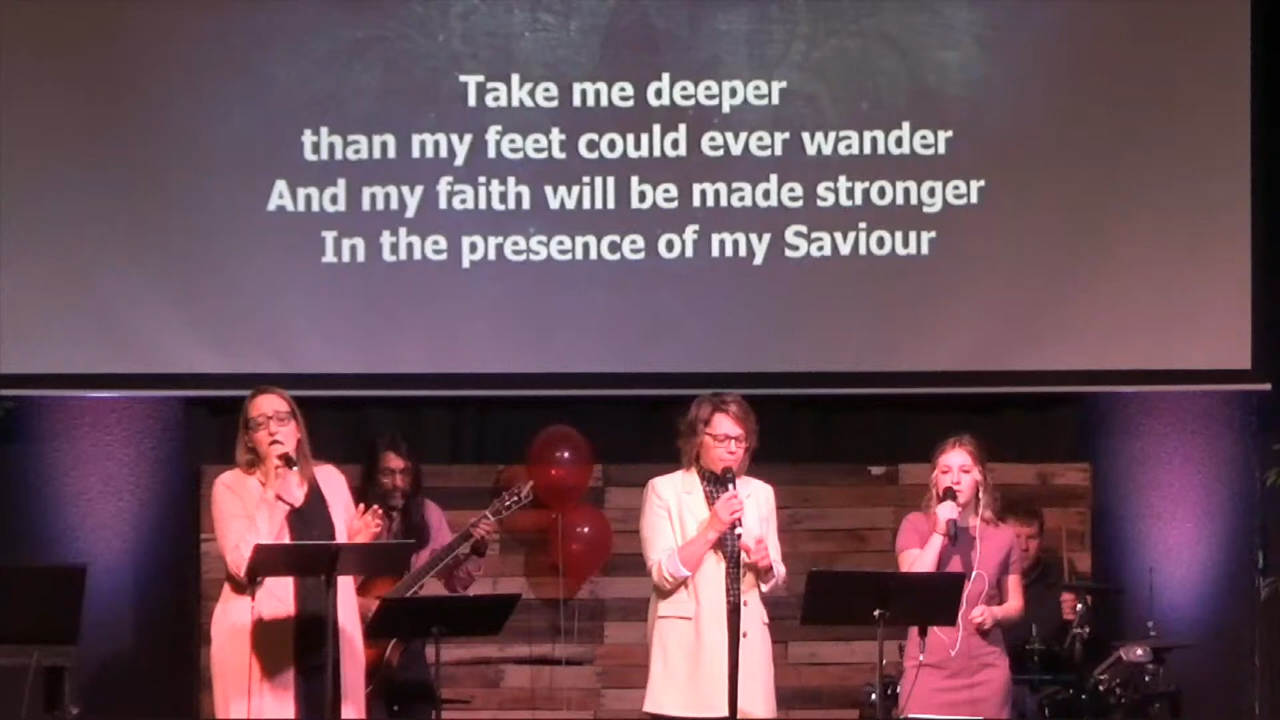 Take me deeper
than my feet could ever wander
And my faith will be made stronger
In the presence of my Saviour